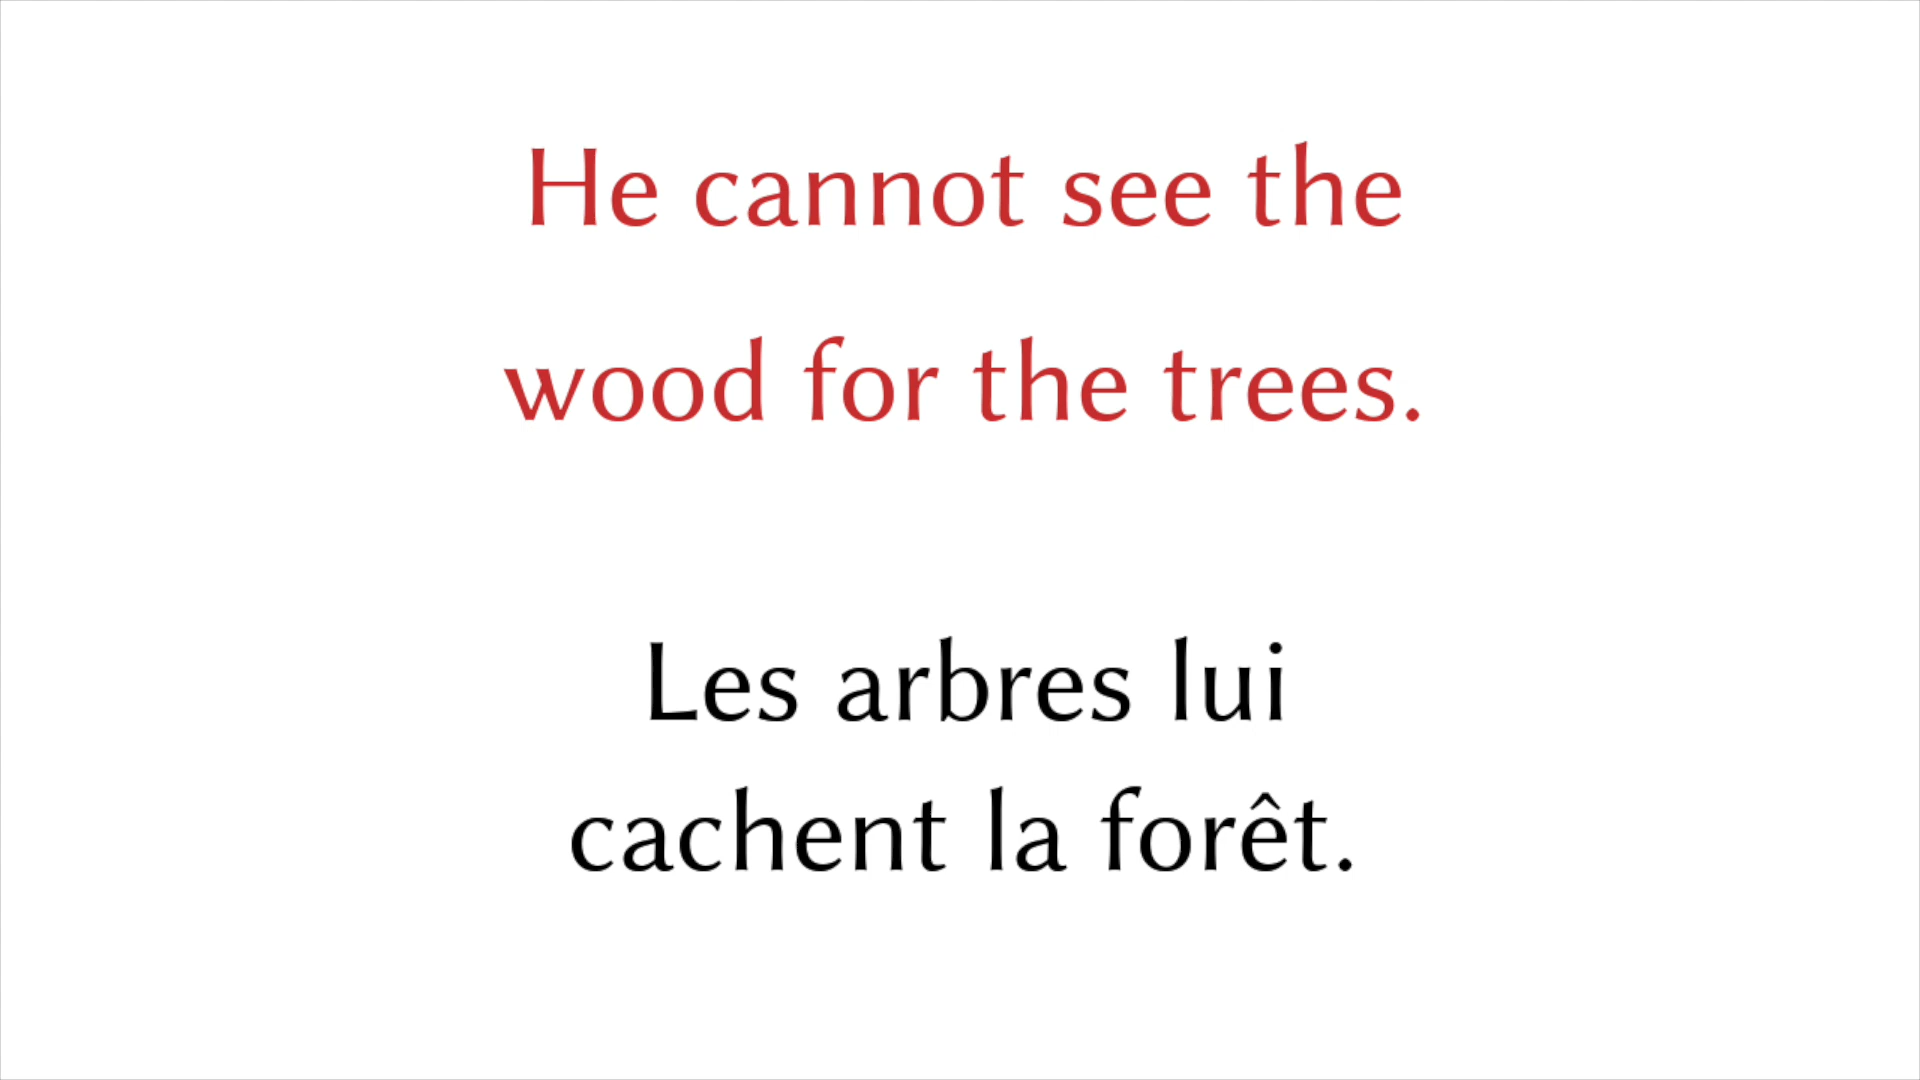 He cannot see the
wood for the trees.
Les arbres lui
cachent la forêt.